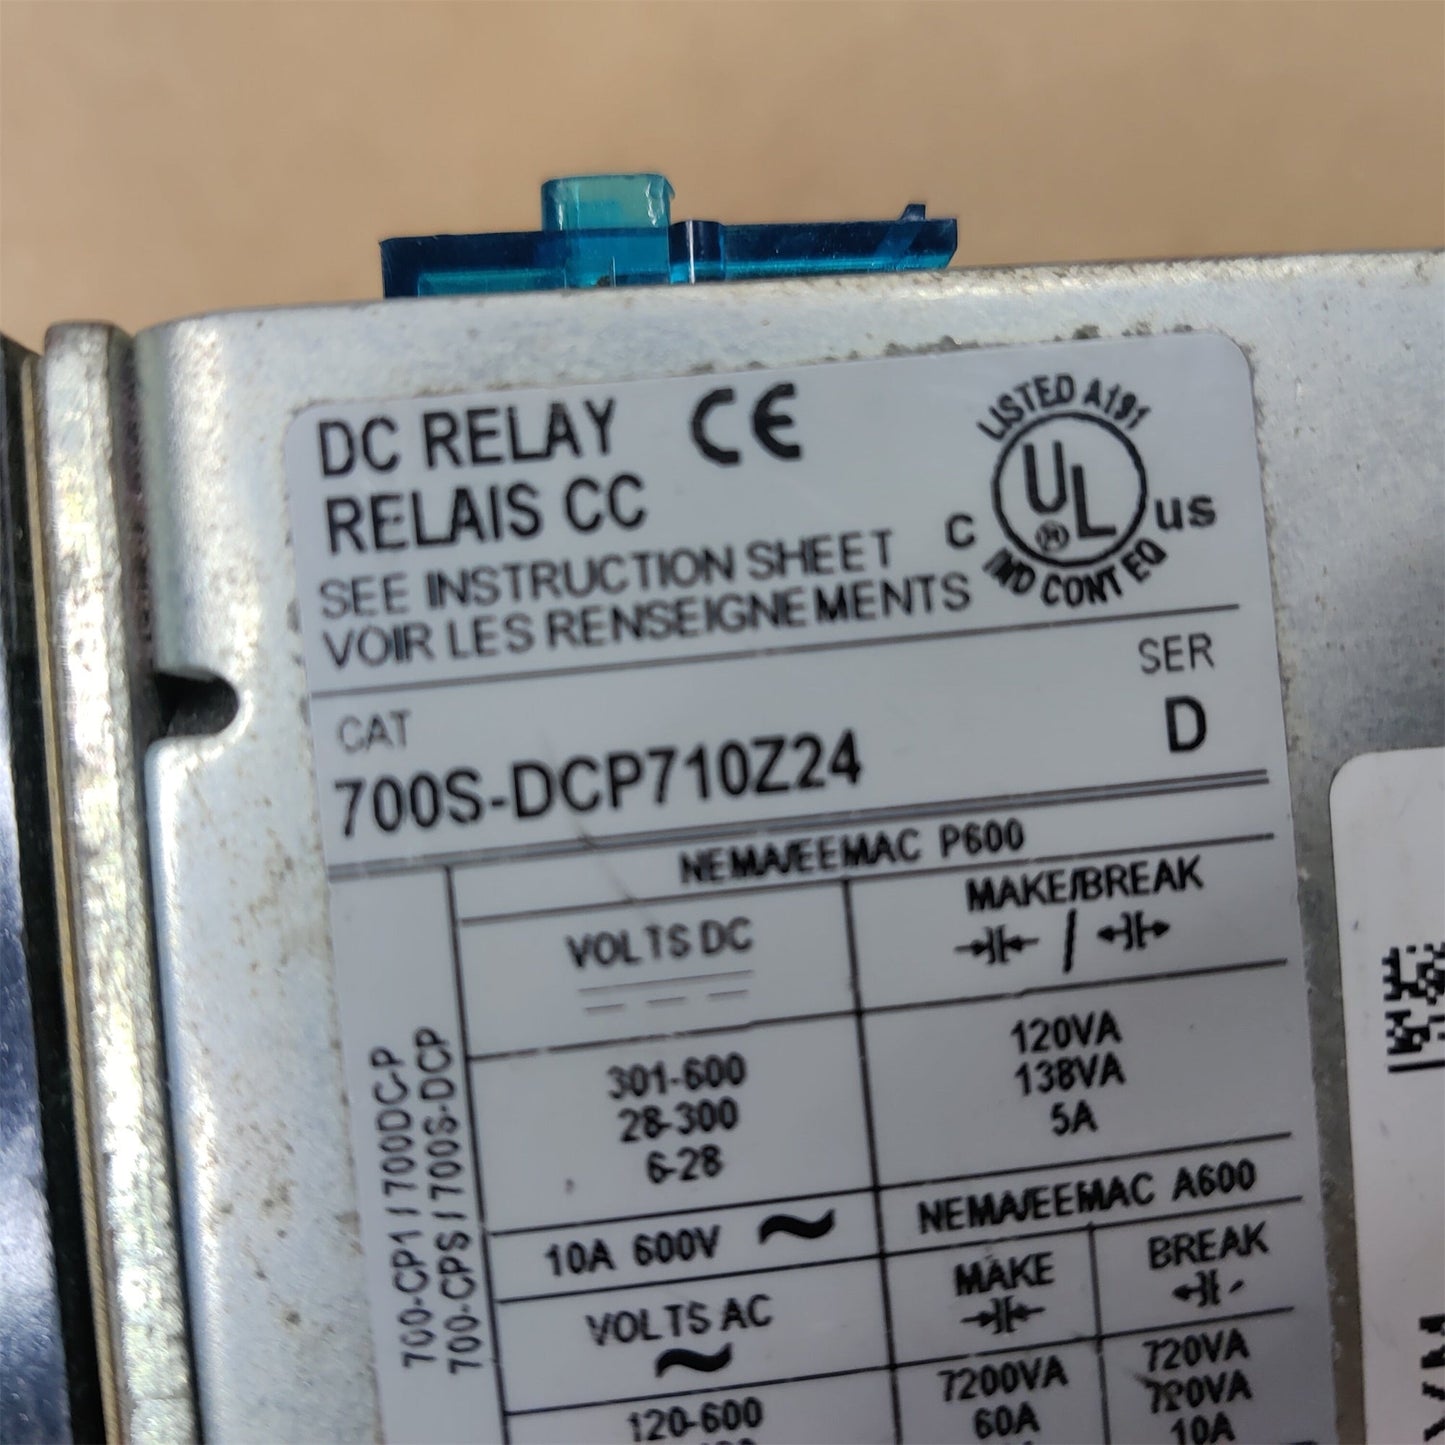 DC RELAY CE
RELAIS CC
SEE INSTRUCTION SHEET
VOIR LES RENSEIGNEMENTS
LISTED A191
C UL US
IND CONT EQ
CAT SER
700S-DCP710Z24 D
NEMA/EEMAC P600
VOLTS DC MAKE/BREAK
301-600 120VA
28-300 138VA
6-28 5A
10A 600V NEMA/EEMAC A600
VOLTS AC MAKE BREAK
120-600 7200VA 720VA
60A
10A
700-CP1 / 700DC-P
700-CPS / 700S-DCP